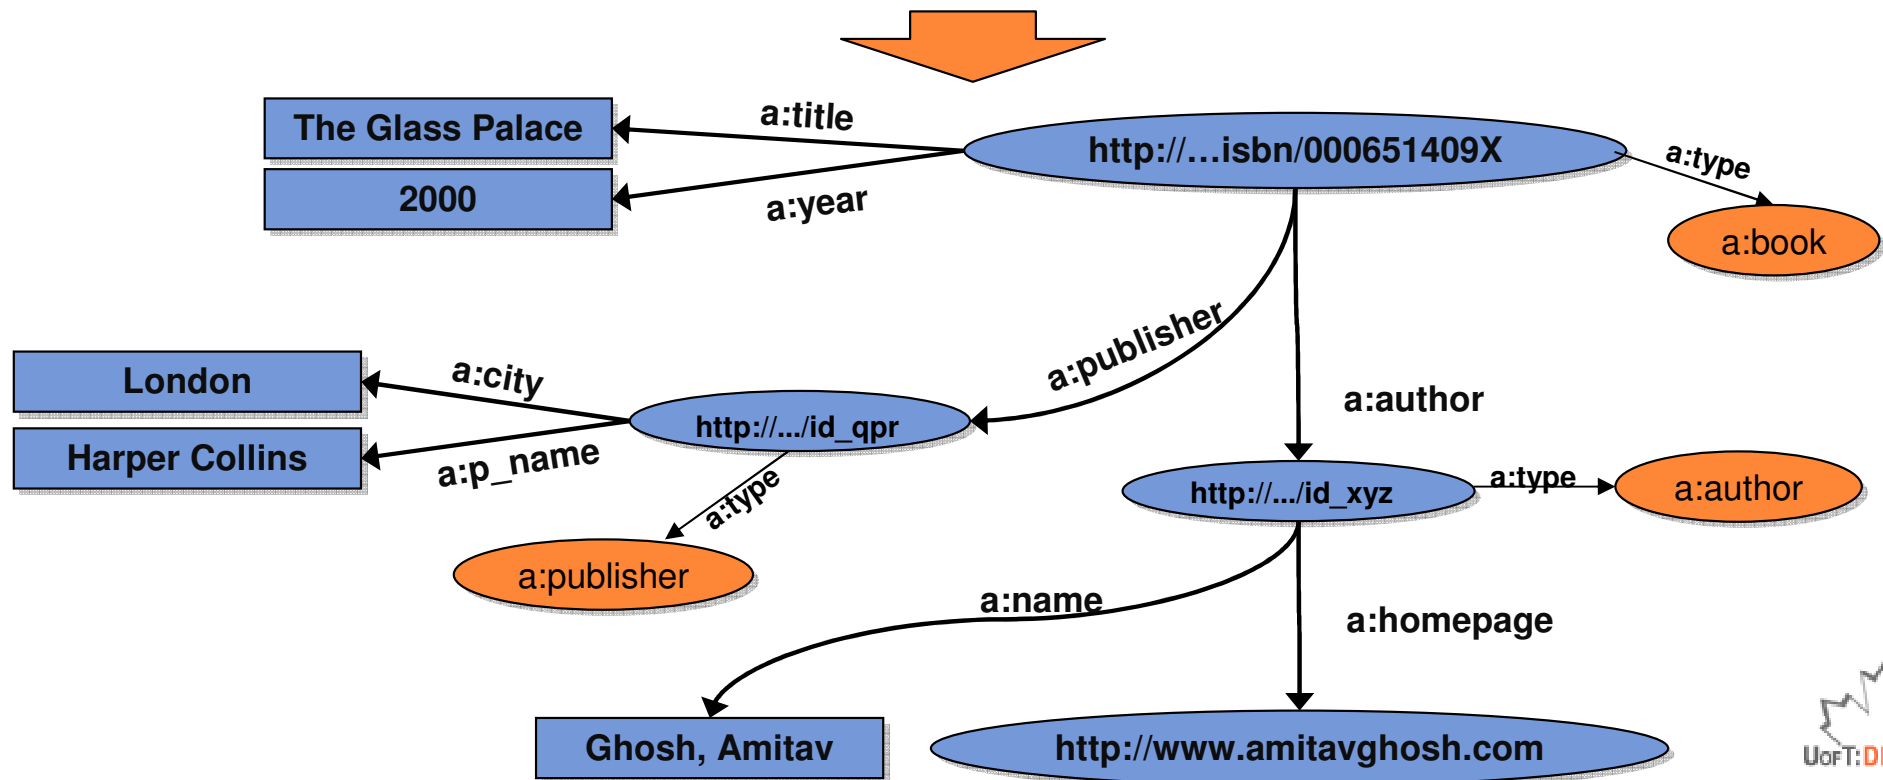 The Glass Palace
a:title
http://...isbn/000651409X
a:type
2000
a:year
a:book
a:publisher
London
a:city
a:author
http://.../id_qpr
Harper Collins
a:p_name
a:type
http://.../id_xyz
a:type
a:author
a:publisher
a:name
a:homepage
Ghosh, Amitav
http://www.amitavghosh.com
UOFT: